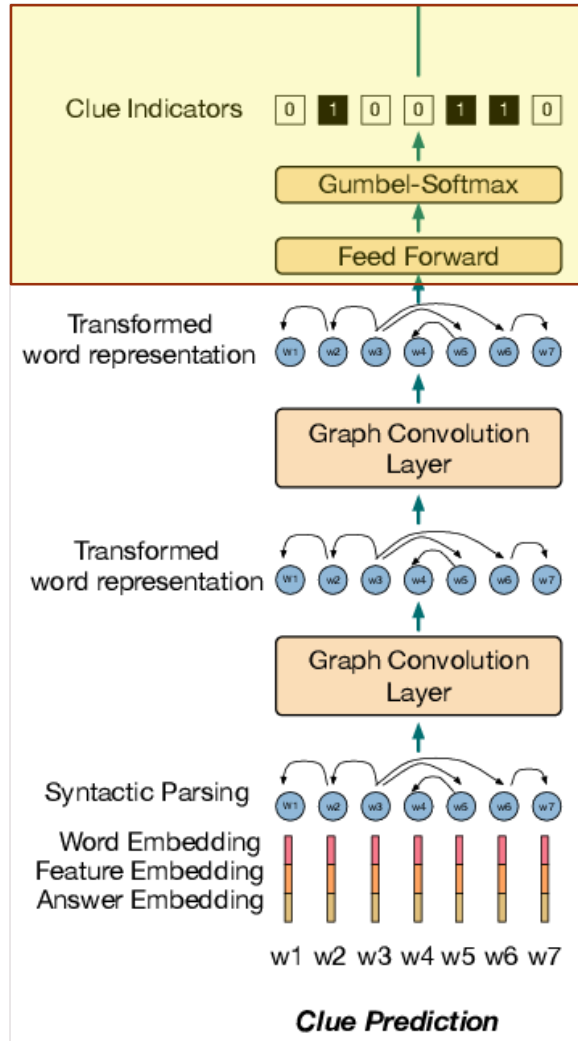 Clue Indicators 0 1 0 0 1 1 0
Gumbel-Softmax
Feed Forward
Transformed
word representation
w1 w2 w3 w4 w5 w6 w7
Graph Convolution
Layer
Transformed
word representation
w1 w2 w3 w4 w5 w6 w7
Graph Convolution
Layer
Syntactic Parsing
w1 w2 w3 w4 w5 w6 w7
Word Embedding
Feature Embedding
Answer Embedding
w1 w2 w3 w4 w5 w6 w7
Clue Prediction